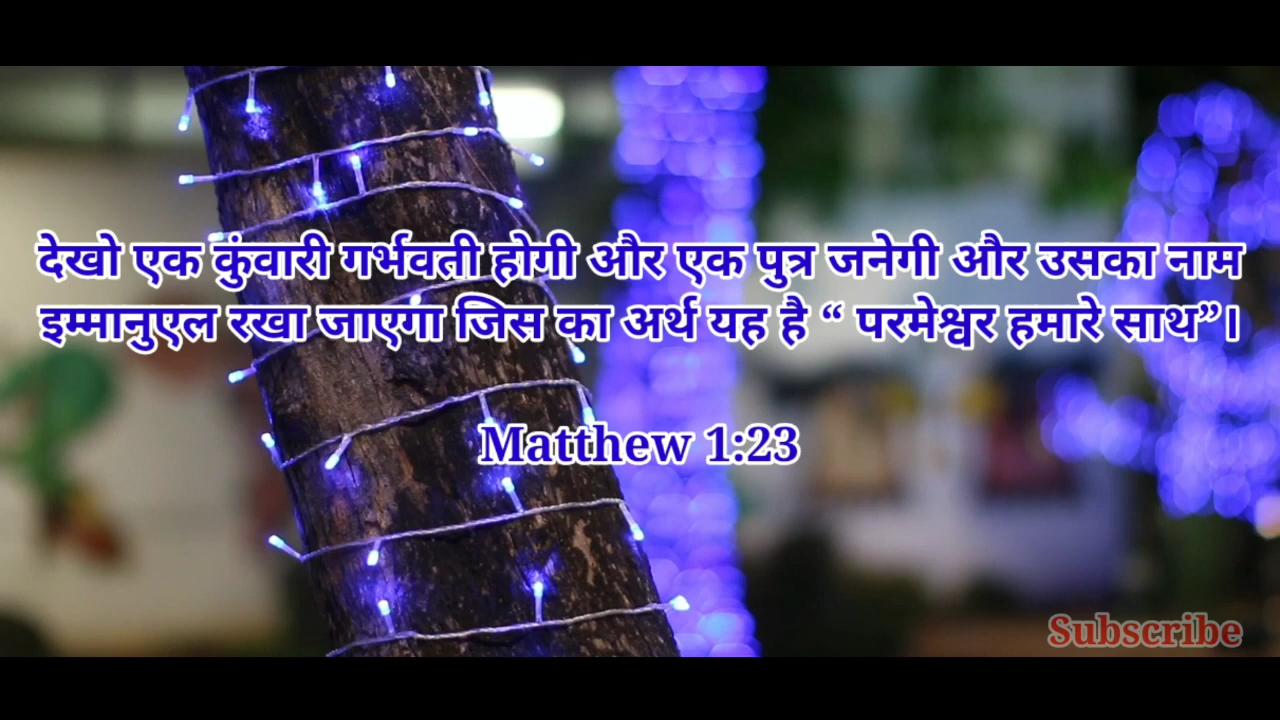 देखो एक कुंवारी गर्भवती होगी और एक पुत्र जनेगी और उसका नाम
इम्मानुएल रखा जाएगा जिस का अर्थ यह है “ परमेश्वर हमारे साथ”।
Matthew 1:23
Subscribe